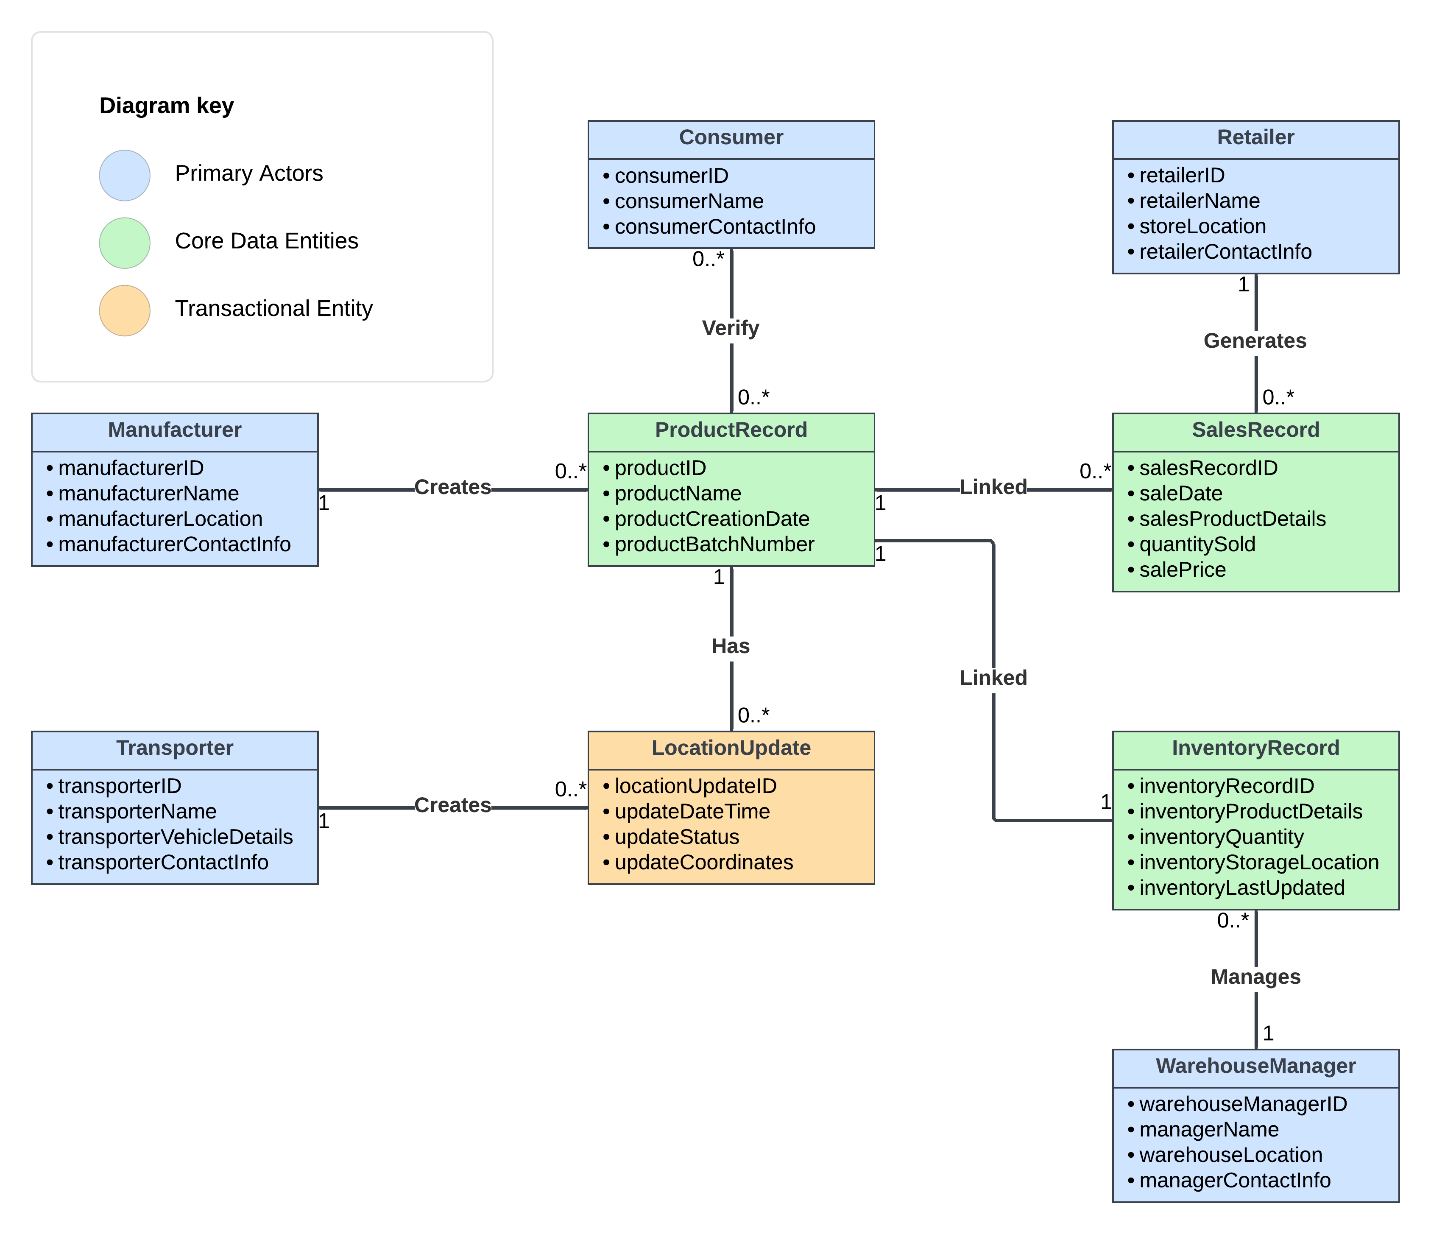 Diagram key
Primary Actors
Core Data Entities
Transactional Entity
Consumer
• consumerID
• consumerName
• consumerContactInfo
0..*
Verify
0..*
Retailer
• retailerID
• retailerName
• storeLocation
• retailerContactInfo
1
Generates
0..*
Manufacturer
• manufacturerID
• manufacturerName
• manufacturerLocation
• manufacturerContactInfo
1
Creates
0..*
ProductRecord
• productID
• productName
• productCreationDate
• productBatchNumber
1
Linked
0..*
SalesRecord
• salesRecordID
• saleDate
• salesProductDetails
• quantitySold
• salePrice
1
Linked
1
1
Has
0..*
Transporter
• transporterID
• transporterName
• transporterVehicleDetails
• transporterContactInfo
1
Creates
0..*
LocationUpdate
• locationUpdateID
• updateDateTime
• updateStatus
• updateCoordinates
InventoryRecord
• inventoryRecordID
• inventoryProductDetails
• inventoryQuantity
• inventoryStorageLocation
• inventoryLastUpdated
0..*
Manages
1
WarehouseManager
• warehouseManagerID
• managerName
• warehouseLocation
• managerContactInfo